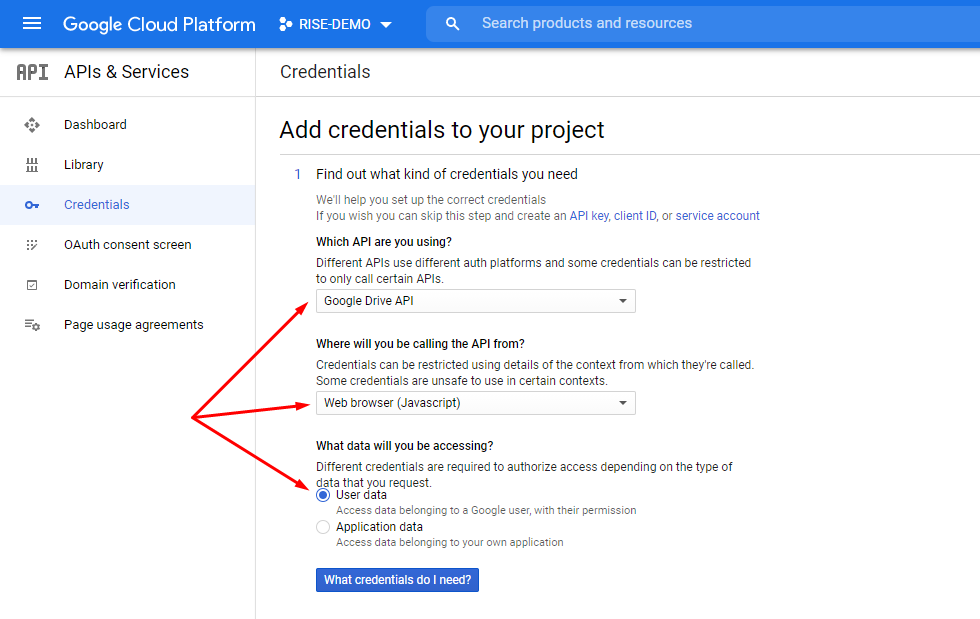 Google Cloud Platform
RISE-DEMO
Search products and resources
API
APIs & Services
Credentials
Dashboard
Library
Credentials
OAuth consent screen
Domain verification
Page usage agreements
Add credentials to your project
1 Find out what kind of credentials you need
We'll help you set up the correct credentials
If you wish you can skip this step and create an API key, client ID, or service account
Which API are you using?
Different APIs use different auth platforms and some credentials can be restricted
to only call certain APIs.
Google Drive API
Where will you be calling the API from?
Credentials can be restricted using details of the context from which they're called.
Some credentials are unsafe to use in certain contexts.
Web browser (Javascript)
What data will you be accessing?
Different credentials are required to authorize access depending on the type of
data that you request.
User data
Access data belonging to a Google user, with their permission
Application data
Access data belonging to your own application
What credentials do I need?